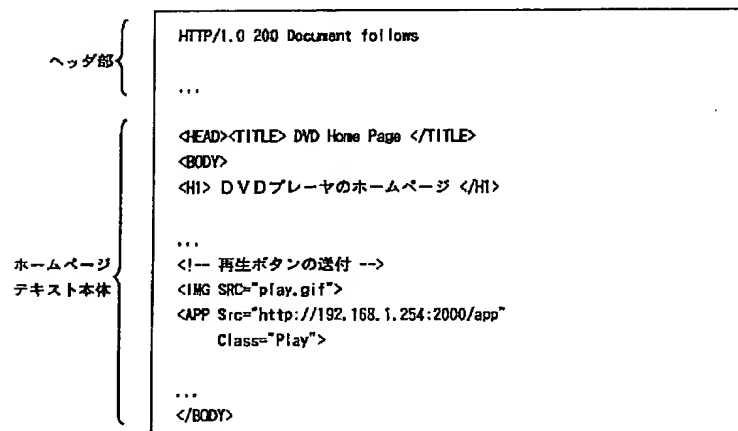 ヘッダ部
HTTP/1.0 200 Document follows
...
ホームページ
テキスト本体
<HEAD><TITLE> DVD Home Page </TITLE>
<BODY>
<H1> DVDプレーヤのホームページ </H1>
...
<!-- 再生ボタンの送付 -->
<IMG SRC="play.gif">
<APP Src="http://192.168.1.254:2000/app"
Class="Play">
...
</BODY>